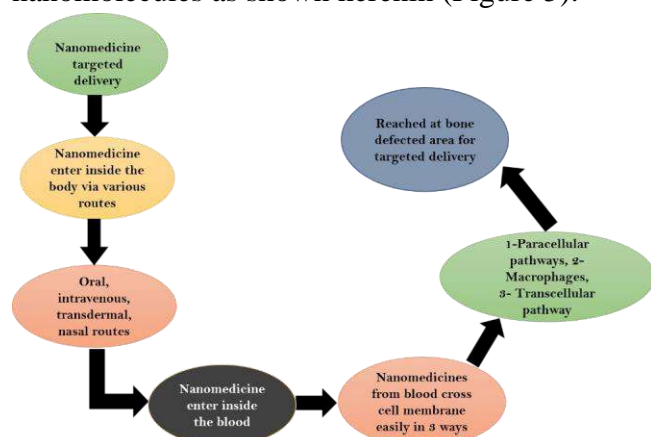 nanomolecules as shown herein (Figure 3).
Nanomedicine
targeted
delivery
Nanomedicine
enter inside the
body via various
routes
Oral,
intravenous,
transdermal,
nasal routes
Nanomedicine
enter inside
the blood
Nanomedicines
from blood cross
cell membrane
easily in 3 ways
1-Paracellular
pathways, 2-
Macrophages,
3- Transcellular
pathway
Reached at bone
defected area for
targeted delivery